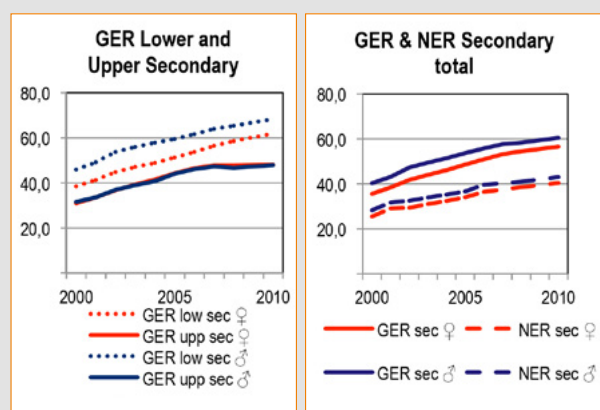 GER Lower and
Upper Secondary
80,0
60,0
40,0
20,0
2000 2005 2010
GER low sec ♀
GER upp sec ♀
GER low sec ♂
GER upp sec ♂
GER & NER Secondary
total
80,0
60,0
40,0
20,0
2000 2005 2010
GER sec ♀ NER sec ♀
GER sec ♂ NER sec ♂